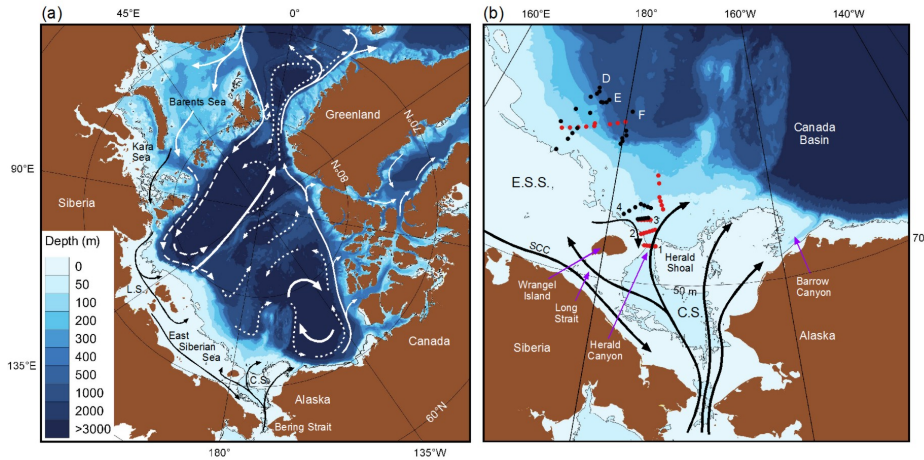 (a)
45°E
0°
Barents Sea
Greenland
Kara
Sea
70°N
80°N
90°E
Siberia
Depth (m)
0
50
100
200
300
400
500
1000
2000
>3000
L.S.
East
Siberian
Sea
C.S.
Canada
135°E
Alaska
Bering Strait
60°N
180°
135°W
(b)
160°E
180°
160°W
140°W
D
E
F
Canada
Basin
E.S.S.
4
3
2
1
70
SCC
Herald
Shoal
Wrangel
Island
50 m
Barrow
Canyon
Long
Strait
C.S.
Siberia
Herald
Canyon
Alaska